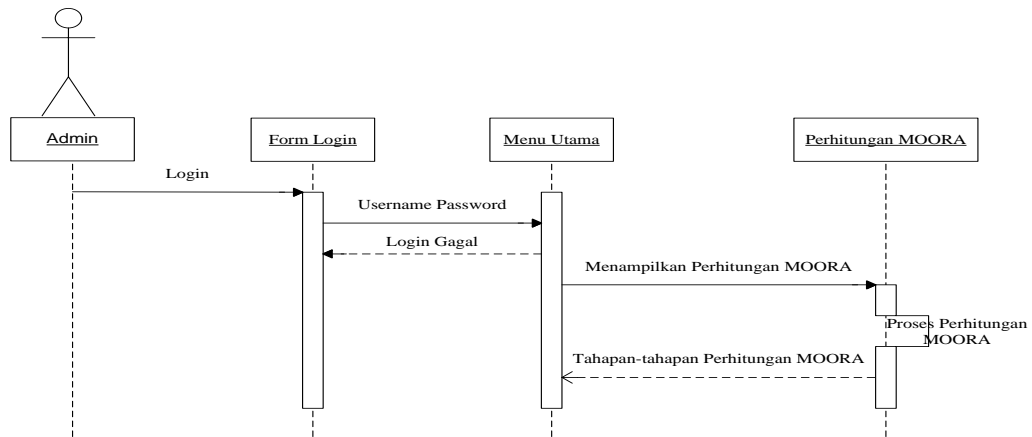 Admin
Form Login
Menu Utama
Perhitungan MOORA
Login
Username Password
Login Gagal
Menampilkan Perhitungan MOORA
Proses Perhitungan
MOORA
Tahapan-tahapan Perhitungan MOORA